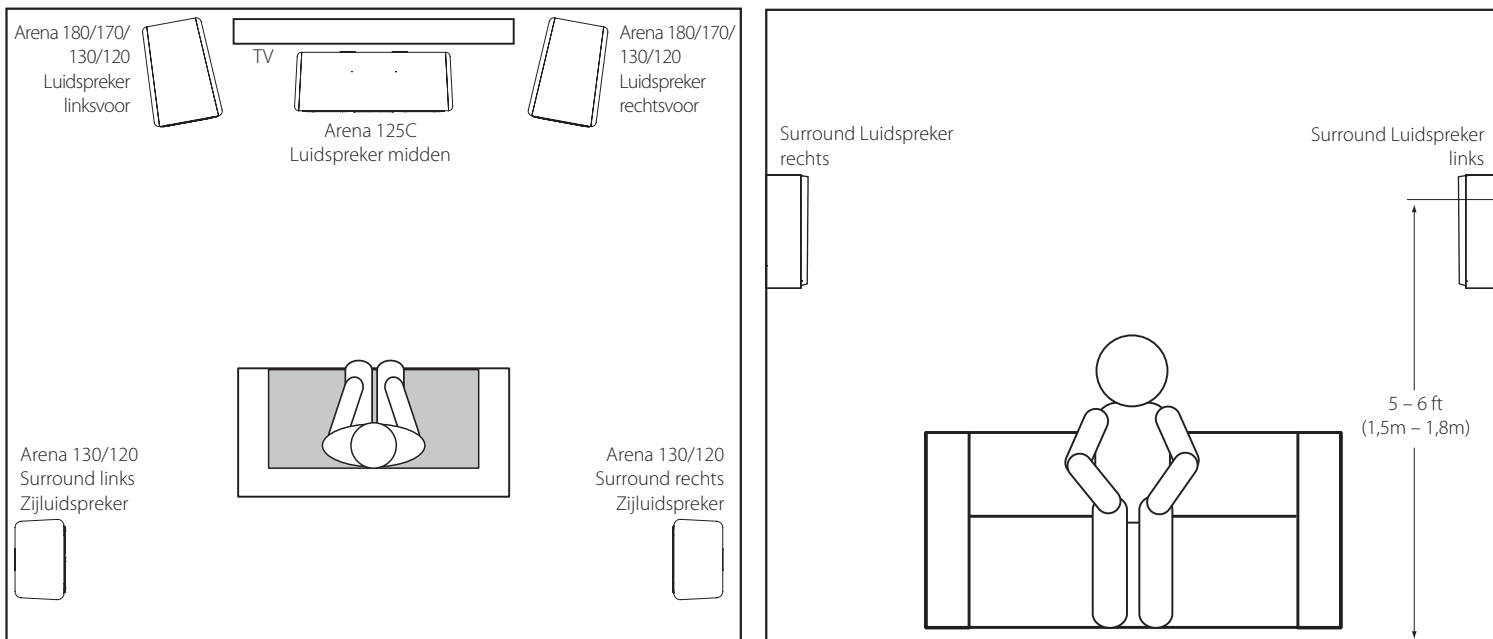 Arena 180/170/
130/120
Luidspreker
linksvoor
TV
Arena 125C
Luidspreker midden
Arena 180/170/
130/120
Luidspreker
rechtsvoor
Arena 130/120
Surround links
Zijluidspreker
Arena 130/120
Surround rechts
Zijluidspreker
Surround Luidspreker
rechts
Surround Luidspreker
links
5 – 6 ft
(1,5m – 1,8m)